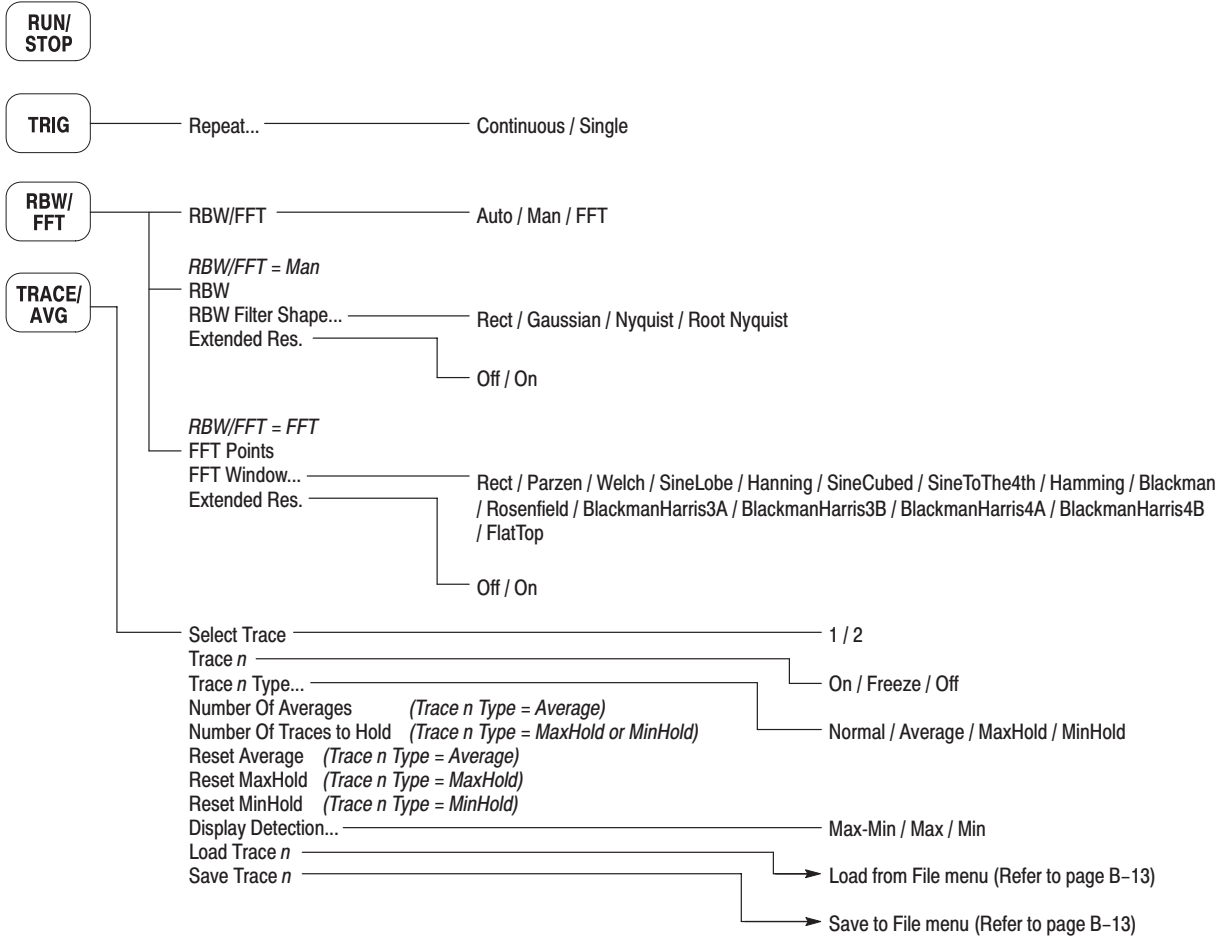 RUN/
STOP
TRIG
Repeat...
Continuous / Single
RBW/
FFT
RBW/FFT
Auto / Man / FFT
RBW/FFT = Man
RBW
RBW Filter Shape...
Rect / Gaussian / Nyquist / Root Nyquist
Extended Res.
Off / On
TRACE/
AVG
RBW/FFT = FFT
FFT Points
FFT Window...
Rect / Parzen / Welch / SineLobe / Hanning / SineCubed / SineToThe4th / Hamming / Blackman
/ Rosenfield / BlackmanHarris3A / BlackmanHarris3B / BlackmanHarris4A / BlackmanHarris4B
/ FlatTop
Extended Res.
Off / On
Select Trace
1 / 2
Trace n
On / Freeze / Off
Trace n Type...
Normal / Average / MaxHold / MinHold
Number Of Averages (Trace n Type = Average)
Number Of Traces to Hold (Trace n Type = MaxHold or MinHold)
Reset Average (Trace n Type = Average)
Reset MaxHold (Trace n Type = MaxHold)
Reset MinHold (Trace n Type = MinHold)
Display Detection...
Max-Min / Max / Min
Load Trace n
Load from File menu (Refer to page B–13)
Save Trace n
Save to File menu (Refer to page B–13)